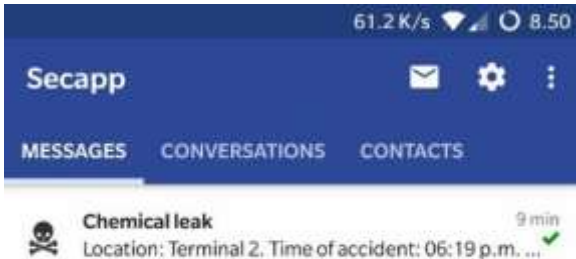 61.2 K/s 8.50
Secapp
MESSAGES CONVERSATIONS CONTACTS
Chemical leak 9 min
Location: Terminal 2. Time of accident: 06:19 p.m. ...